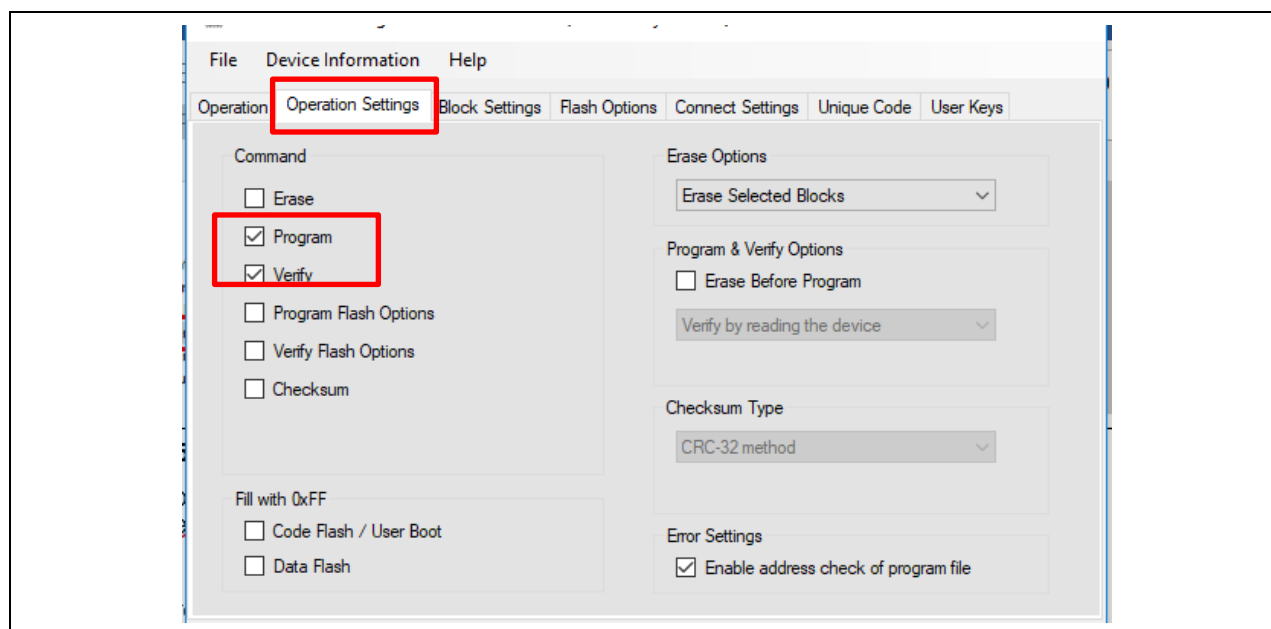 File Device Information Help
Operation Operation Settings Block Settings Flash Options Connect Settings Unique Code User Keys
Command
Erase
Program
Verify
Program Flash Options
Verify Flash Options
Checksum
Fill with 0xFF
Code Flash / User Boot
Data Flash
Erase Options
Erase Selected Blocks
Program & Verify Options
Erase Before Program
Verify by reading the device
Checksum Type
CRC-32 method
Error Settings
Enable address check of program file